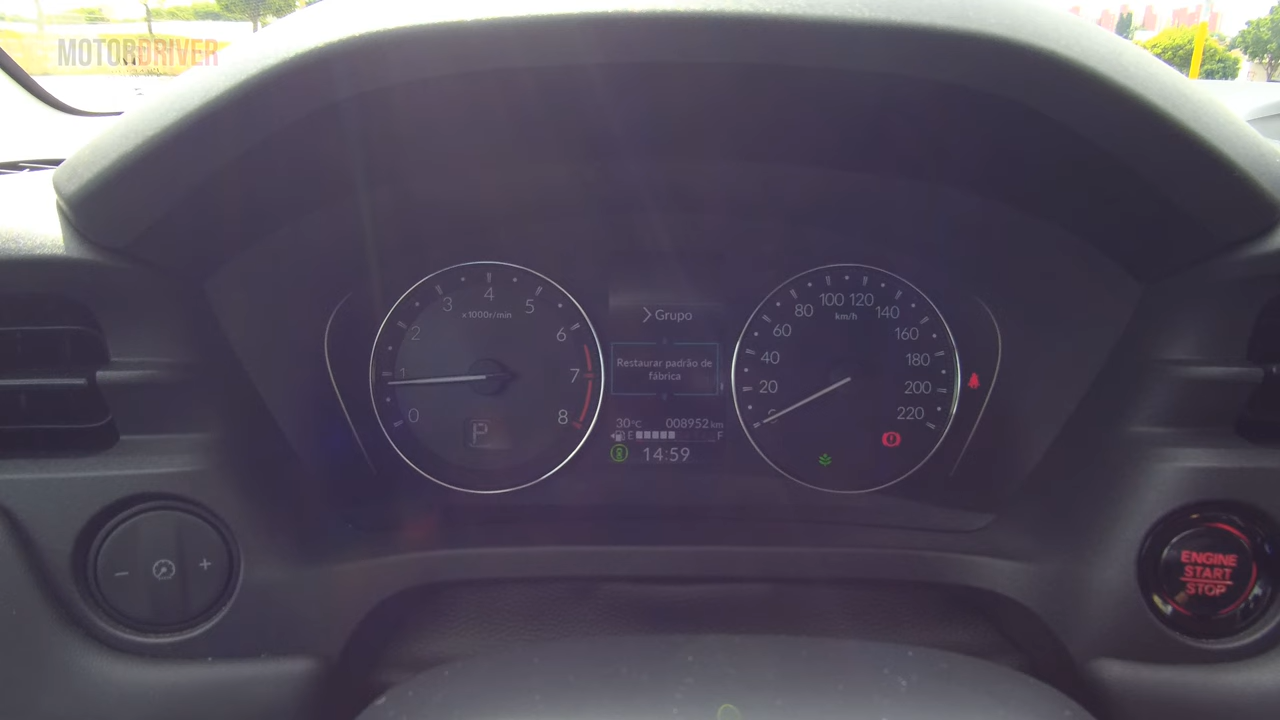 MOTORDRIVER
0
1
2
3
4
5
6
7
8
x1000r/min
P
Grupo
Restaurar padrão de
fábrica
30°C 008952 km
E F
14:59
0
20
40
60
80
100
120
140
160
180
200
220
km/h
− +
ENGINE
START
STOP